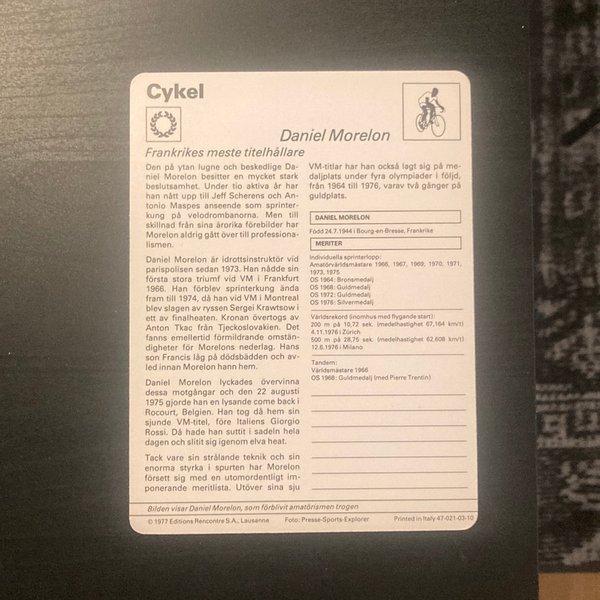 Cykel
Daniel Morelon
Frankrikes meste titelhållare
Den på ytan lugne och beskedlige Da-
niel Morelon besitter en mycket stark
beslutsamhet. Under tio aktiva år har
han nått upp till Jeff Scherens och An-
tonio Maspes anseende som sprinter-
kung på velodrombanorna. Men till
skillnad från sina ärorika förebilder har
Morelon aldrig gått över till professiona-
lismen.
Daniel Morelon är idrottsinstruktör vid
parispolisen sedan 1973. Han nådde sin
första stora triumf vid VM i Frankfurt
1966. Han förblev sprinterkung ända
fram till 1974, då han vid VM i Montreal
blev slagen av ryssen Sergei Krawtsow i
ett av finalheaten. Kronan övertogs av
Anton Tkac från Tjeckoslovakien. Det
fanns emellertid förmildrande omstän-
digheter för Morelons nederlag. Hans
son Francis låg på dödsbädden och av-
led innan Morelon hann hem.
Daniel Morelon lyckades övervinna
dessa motgångar och den 22 augusti
1975 gjorde han en lysande come back i
Rocourt, Belgien. Han tog då hem sin
sjunde VM-titel, före Italiens Giorgio
Rossi. Då hade han suttit i sadeln hela
dagen och slitit sig igenom elva heat.
Tack vare sin strålande teknik och sin
enorma styrka i spurten har Morelon
försett sig med en utomordentligt im-
ponerande meritlista. Utöver sina sju
VM-titlar har han också lagt sig på me-
daljplats under fyra olympiader i följd,
från 1964 till 1976, varav två gånger på
guldplats.
DANIEL MORELON
Född 24.7.1944 i Bourg-en-Bresse, Frankrike
MERITER
Individuella sprinterlopp:
Amatörvärldsmästare 1966, 1967, 1969, 1970, 1971,
1973, 1975
OS 1964: Bronsmedalj
OS 1968: Guldmedalj
OS 1972: Guldmedalj
OS 1976: Silvermedalj
Världsrekord (inomhus med flygande start):
200 m på 10,72 sek. (medelhastighet 67,164 km/t)
4.11.1976 i Zürich
500 m på 28,75 sek. (medelhastighet 62,608 km/t)
12.6.1976 i Milano
Tandem:
Världsmästare 1966
OS 1968: Guldmedalj (med Pierre Trentin)
Bilden visar Daniel Morelon, som förblivit amatörismen trogen
© 1977 Editions Rencontre S.A., Lausanne Foto: Presse-Sports-Explorer Printed in Italy 47-021-03-10